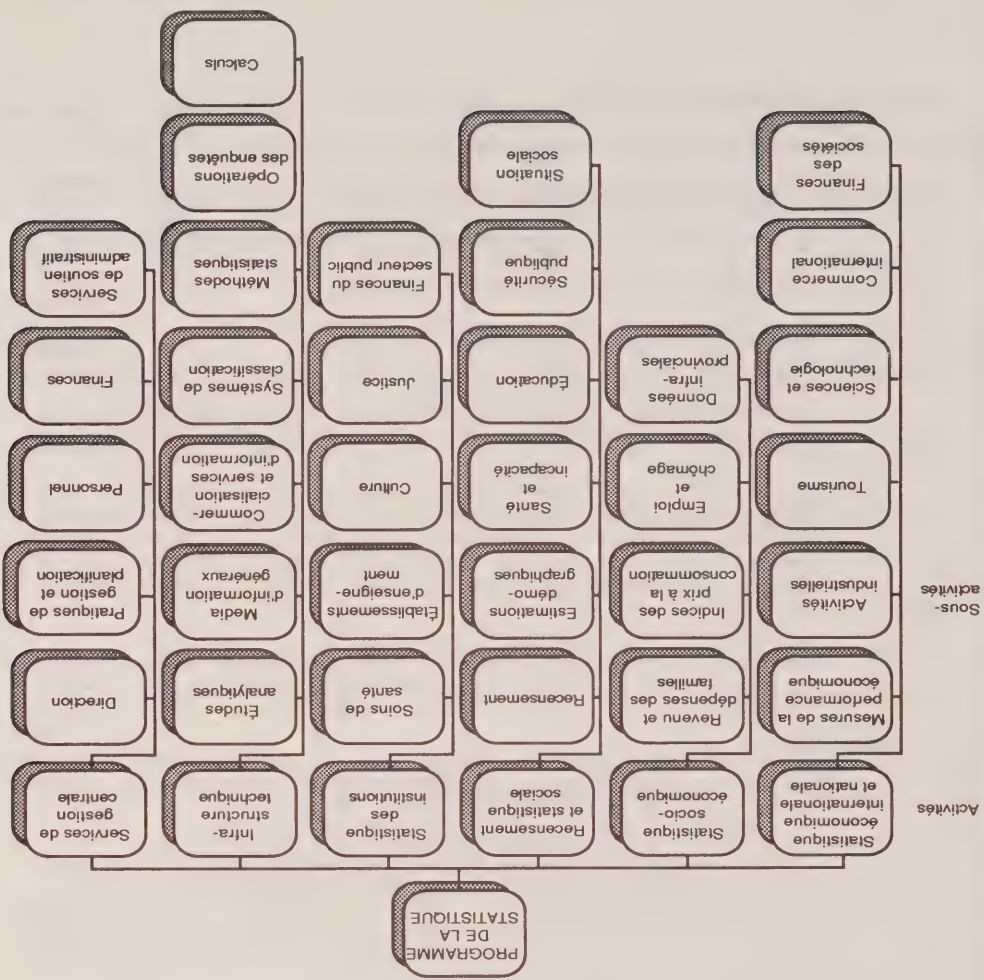 PROGRAMME
DE LA
STATISTIQUE
Activités
Statistique
économique
internationale
et nationale
Statistique
socio-
économique
Recensement
et statistique
sociale
Statistique
des
institutions
Infra-
structure
technique
Services de
gestion
centrale
Sous-
activités
Mesures de la
performance
économique
Activités
industrielles
Tourisme
Sciences et
technologie
Commerce
international
Finances
des
sociétés
Revenu et
dépenses des
familles
Indices des
prix à la
consommation
Emploi
et
chômage
Données
infra-
provinciales
Recensement
Estimations
démo-
graphiques
Santé
et
incapacité
Éducation
Sécurité
publique
Situation
sociale
Soins de
santé
Établissements
d'enseigne-
ment
Culture
Justice
Finances du
secteur public
Études
analytiques
Media
d'information
généraux
Commer-
cialisation
et services
d'information
Systèmes de
classification
Méthodes
statistiques
Opérations
des enquêtes
Calculs
Direction
Pratiques de
gestion et
planification
Personnel
Finances
Services
de soutien
administratif